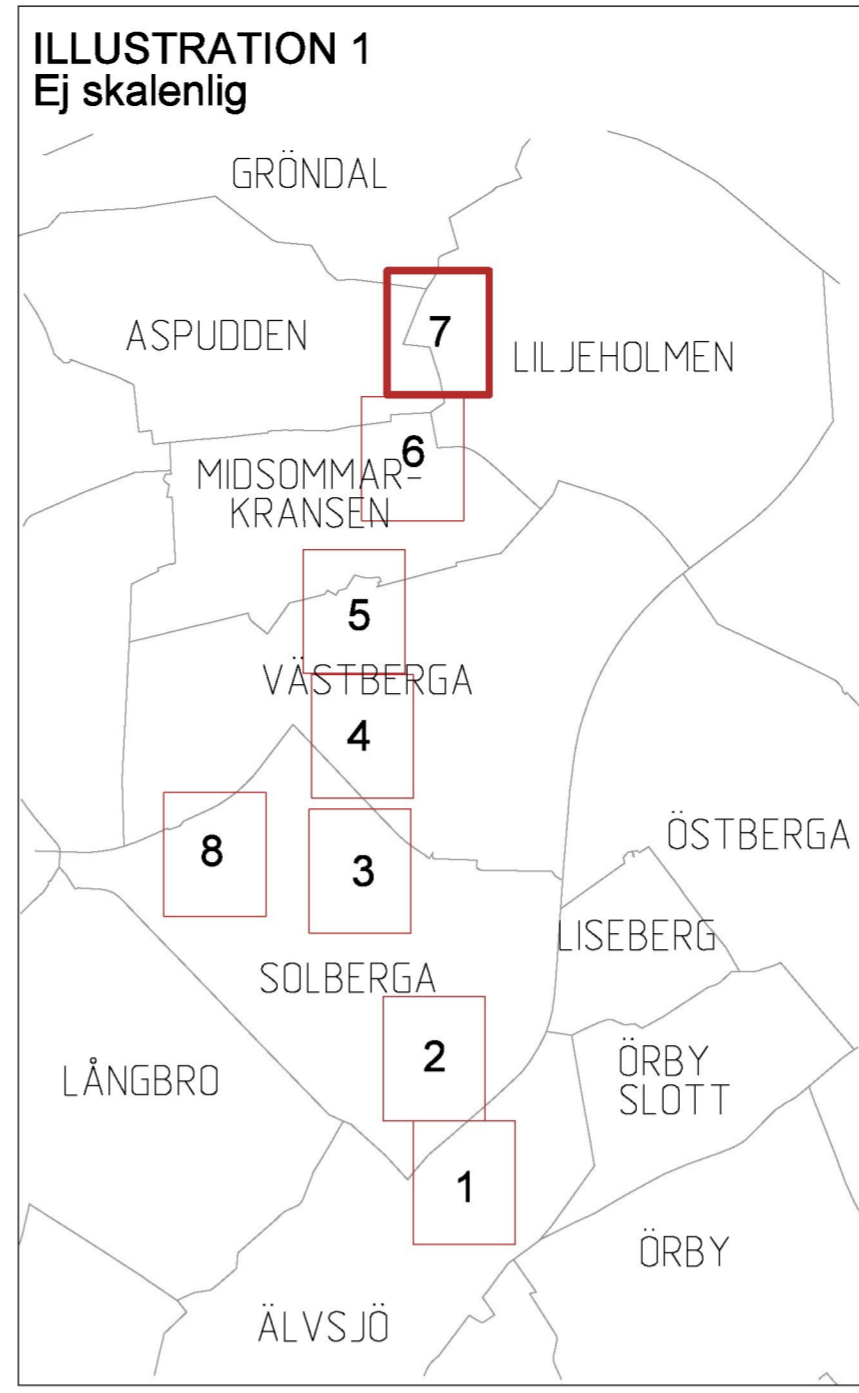 ILLUSTRATION 1
Ej skalenlig
GRÖNDAL
ASPUDDEN
7
LILJEHOLMEN
6
MIDSOMMAR-
KRANSEN
5
VÄSTBERGA
4
8
3
ÖSTBERGA
LISEBERG
SOLBERGA
2
ÖRBY
SLOTT
LÅNGBRO
1
ÖRBY
ÄLVSJÖ